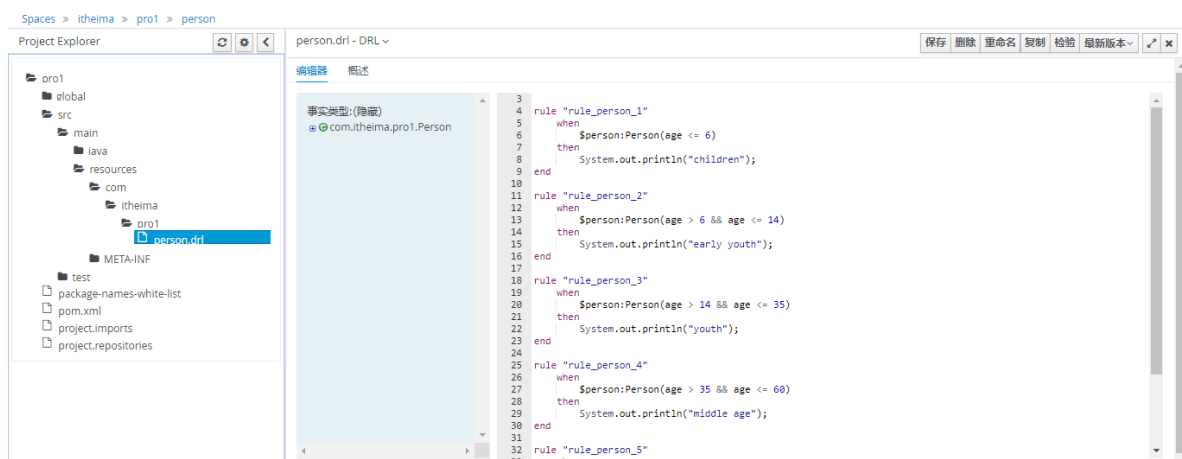 Spaces » itheima » pro1 » person
Project Explorer
person.drl - DRL
保存 删除 重命名 复制 检验 最新版本
编辑器 概述
pro1
global
src
main
java
resources
com
itheima
pro1
person.drl
META-INF
test
package-names-white-list
pom.xml
project.imports
project.repositories
事实类型:(隐藏)
com.itheima.pro1.Person
3
4 rule "rule_person_1"
5 when
6 $person:Person(age <= 6)
7 then
8 System.out.println("children");
9 end
10
11 rule "rule_person_2"
12 when
13 $person:Person(age > 6 && age <= 14)
14 then
15 System.out.println("early youth");
16 end
17
18 rule "rule_person_3"
19 when
20 $person:Person(age > 14 && age <= 35)
21 then
22 System.out.println("youth");
23 end
24
25 rule "rule_person_4"
26 when
27 $person:Person(age > 35 && age <= 60)
28 then
29 System.out.println("middle age");
30 end
31
32 rule "rule_person_5"